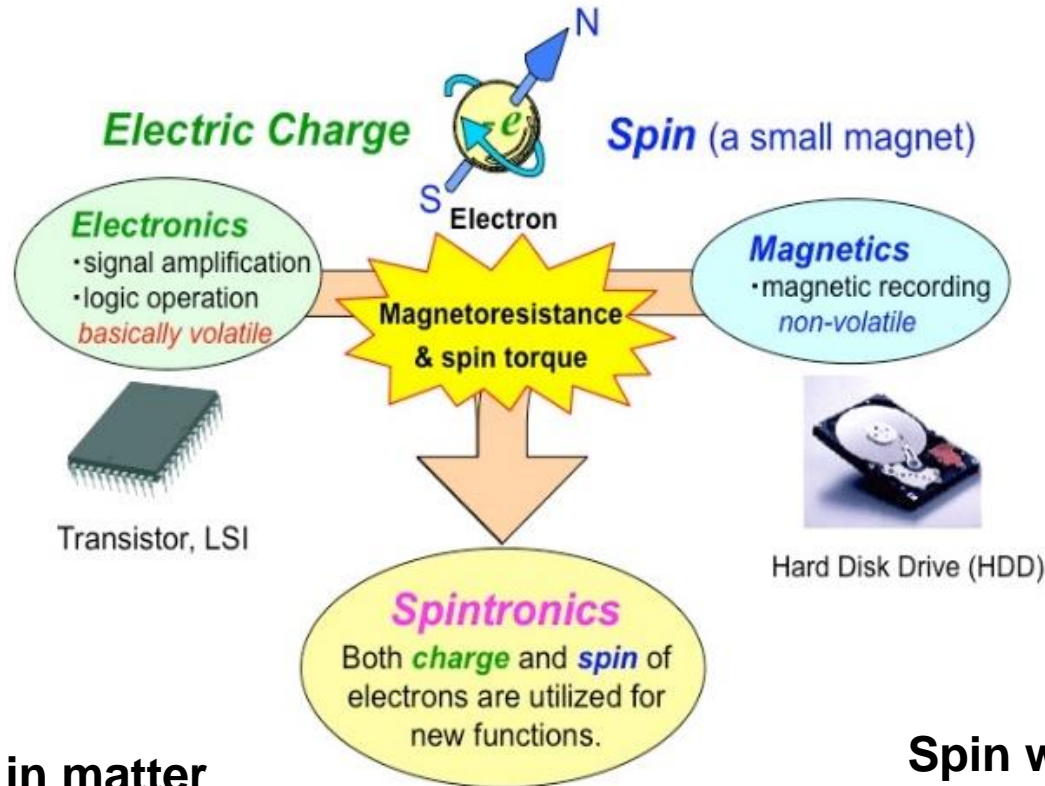 N
Electric Charge
e
Spin (a small magnet)
S
Electron
Electronics
・signal amplification
・logic operation
basically volatile
Magnetoresistance
& spin torque
Magnetics
・magnetic recording
non-volatile
Transistor, LSI
Hard Disk Drive (HDD)
Spintronics
Both charge and spin of
electrons are utilized for
new functions.
in matter
Spin w